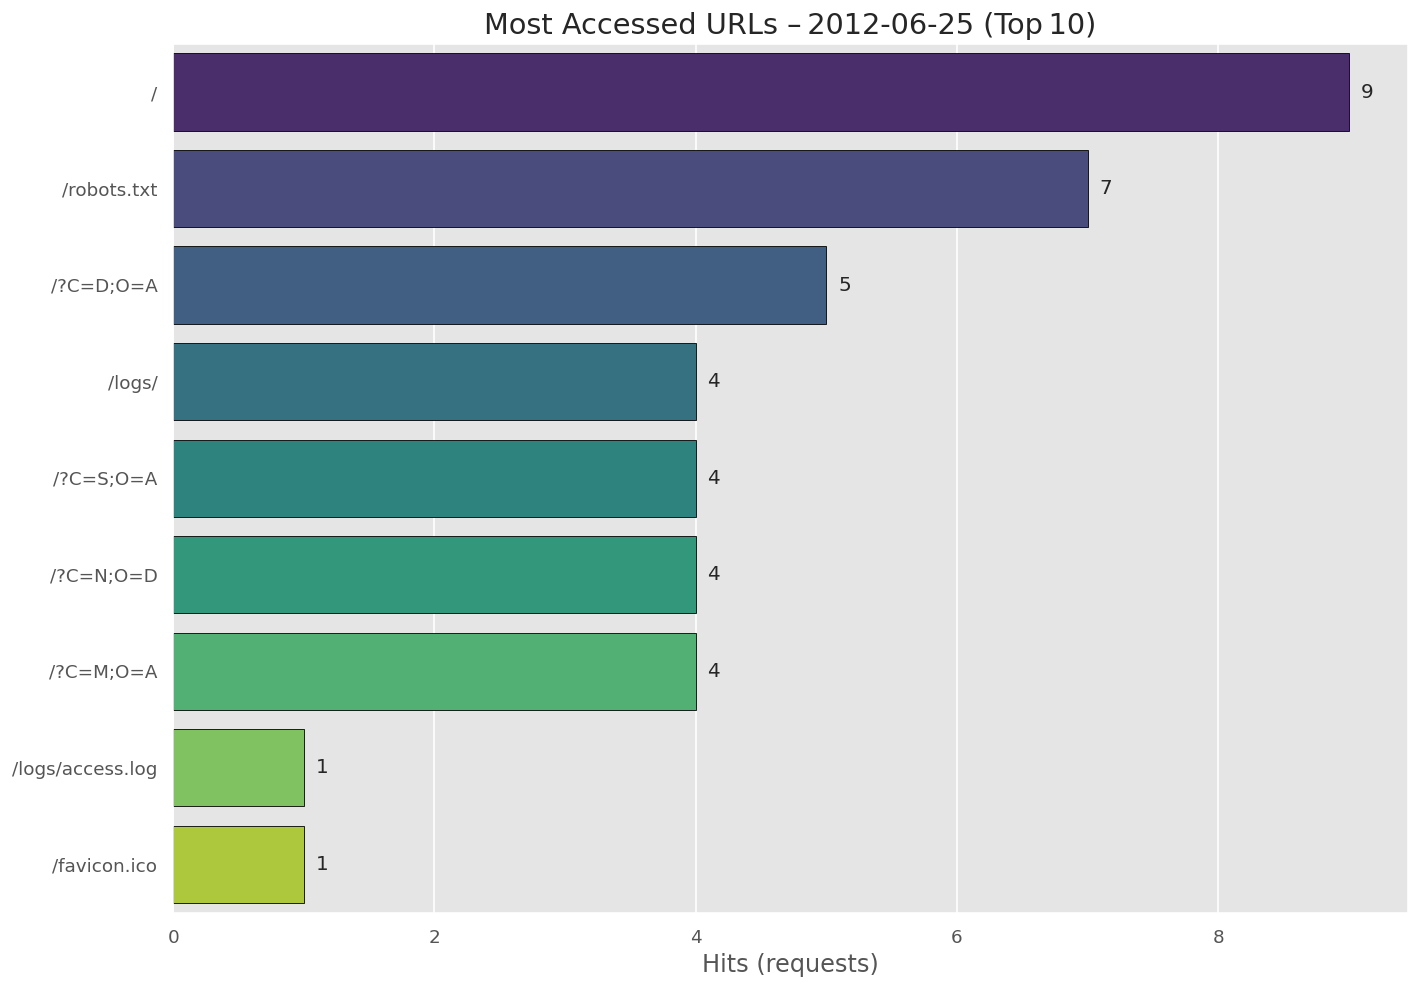 Most Accessed URLs – 2012-06-25 (Top 10)
/ 9
/robots.txt 7
/?C=D;O=A 5
/logs/ 4
/?C=S;O=A 4
/?C=N;O=D 4
/?C=M;O=A 4
/logs/access.log 1
/favicon.ico 1
0 2 4 6 8
Hits (requests)